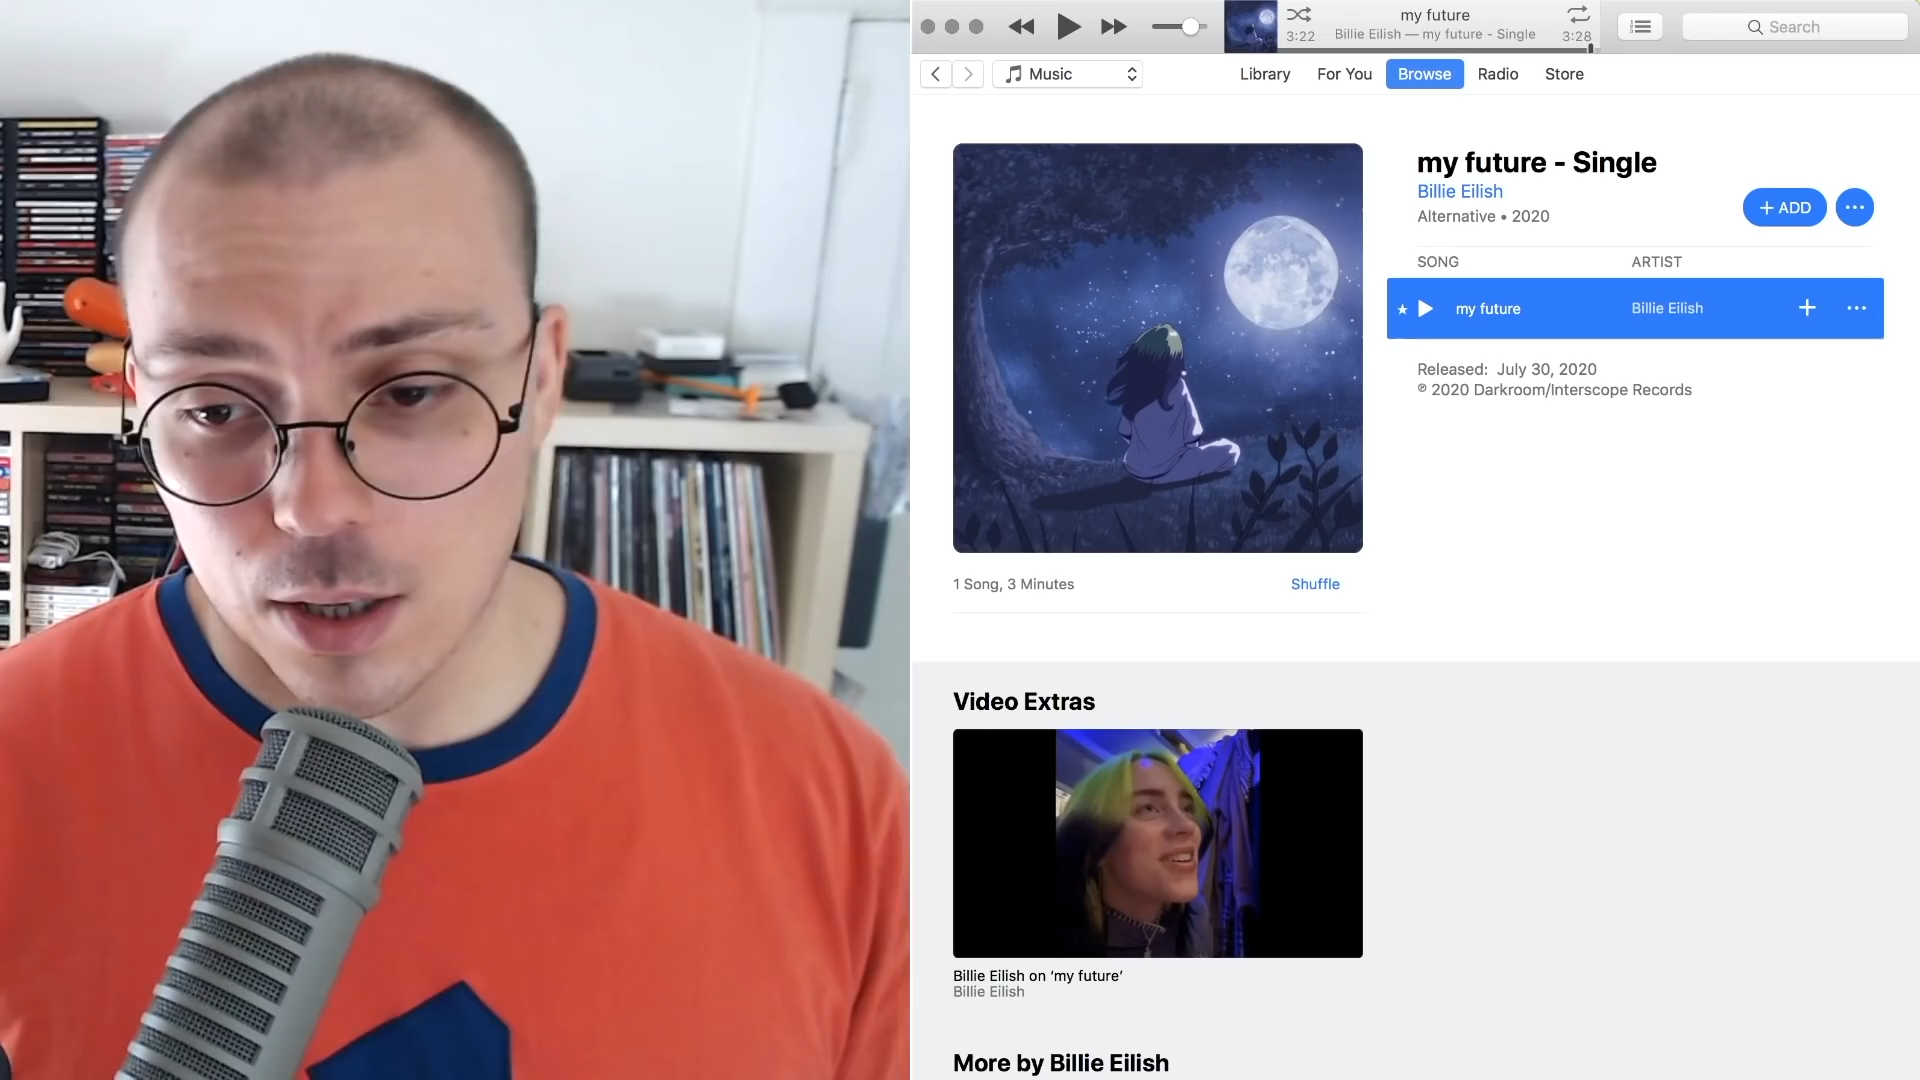 my future
3:22
Billie Eilish — my future - Single
3:28
Search
Music
Library
For You
Browse
Radio
Store
my future - Single
Billie Eilish
Alternative • 2020
+ ADD
SONG
ARTIST
my future
Billie Eilish
Released: July 30, 2020
℗ 2020 Darkroom/Interscope Records
1 Song, 3 Minutes
Shuffle
Video Extras
Billie Eilish on ‘my future’
Billie Eilish
More by Billie Eilish